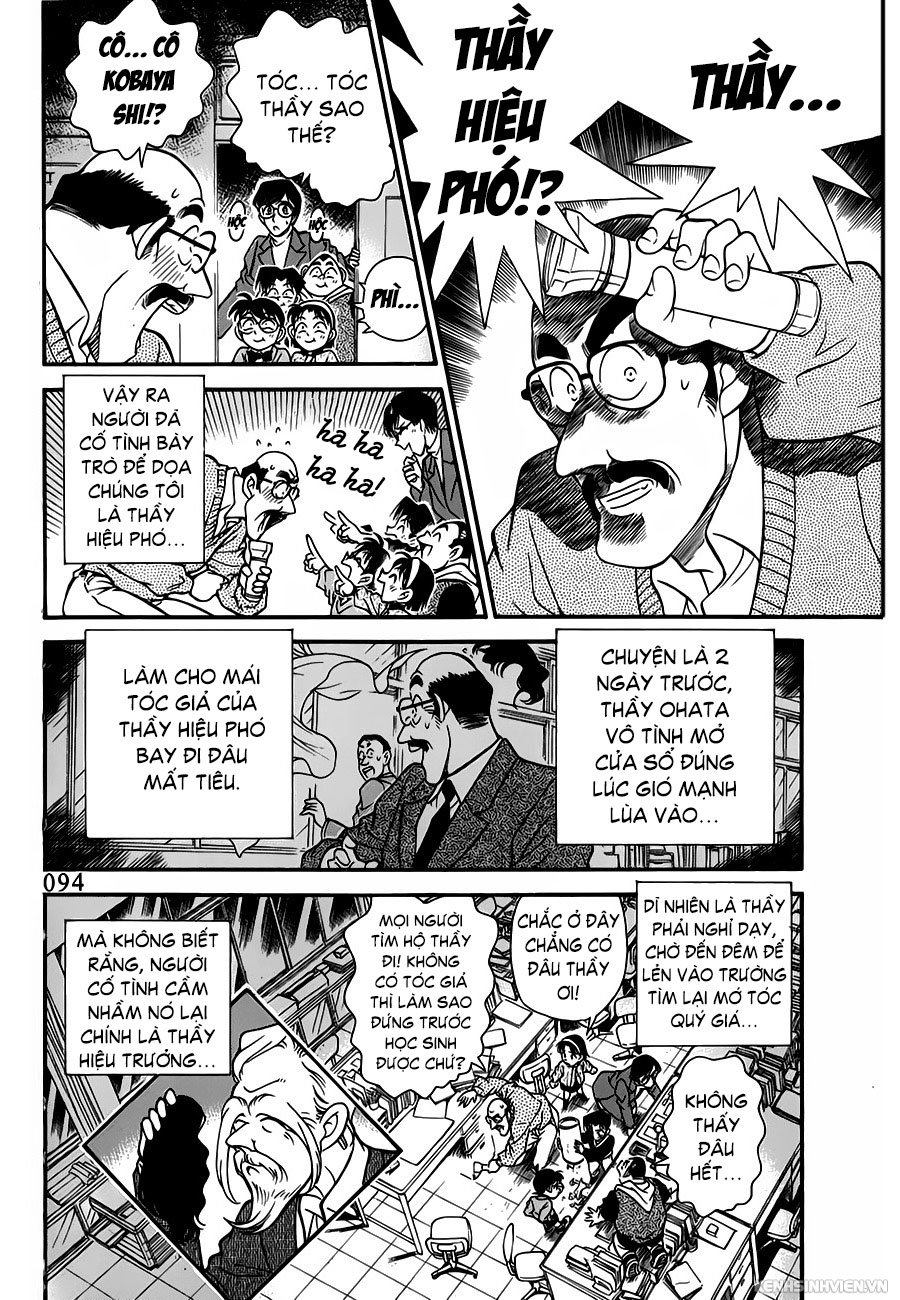 THẦY...
THẦY
HIỆU
PHÓ!?
TÓC... TÓC
THẦY SAO
THẾ?
CÔ... CÔ
KOBAYA
SHI!?
HỘC
HỘC
PHÌ...
ha ha
ha ha!
VẬY RA
NGƯỜI ĐÃ
CỐ TÌNH BÀY
TRÒ ĐỂ DỌA
CHÚNG TÔI
LÀ THẦY
HIỆU PHÓ...
CHUYỆN LÀ 2
NGÀY TRƯỚC,
THẦY OHATA
VÔ TÌNH MỞ
CỬA SỔ ĐÚNG
LÚC GIÓ MẠNH
LÙA VÀO...
LÀM CHO MÁI
TÓC GIẢ CỦA
THẦY HIỆU PHÓ
BAY ĐI ĐÂU
MẤT TIÊU.
094
DĨ NHIÊN LÀ THẦY
PHẢI NGHỈ DẠY,
CHỜ ĐẾN ĐÊM ĐỂ
LẺN VÀO TRƯỜNG
TÌM LẠI MỚ TÓC
QUÝ GIÁ...
CHẮC Ở ĐÂY
CHẲNG CÓ
ĐÂU THẦY
ƠI!
MỌI NGƯỜI
TÌM HỘ THẦY
ĐI! KHÔNG
CÓ TÓC GIẢ
THÌ LÀM SAO
ĐỨNG TRƯỚC
HỌC SINH
ĐƯỢC CHỨ?
KHÔNG
THẤY
ĐÂU
HẾT...
MÀ KHÔNG BIẾT
RẰNG, NGƯỜI
CỐ TÌNH CẦM
NHẦM NÓ LẠI
CHÍNH LÀ THẦY
HIỆU TRƯỞNG...
KENHSINHVIEN.VN